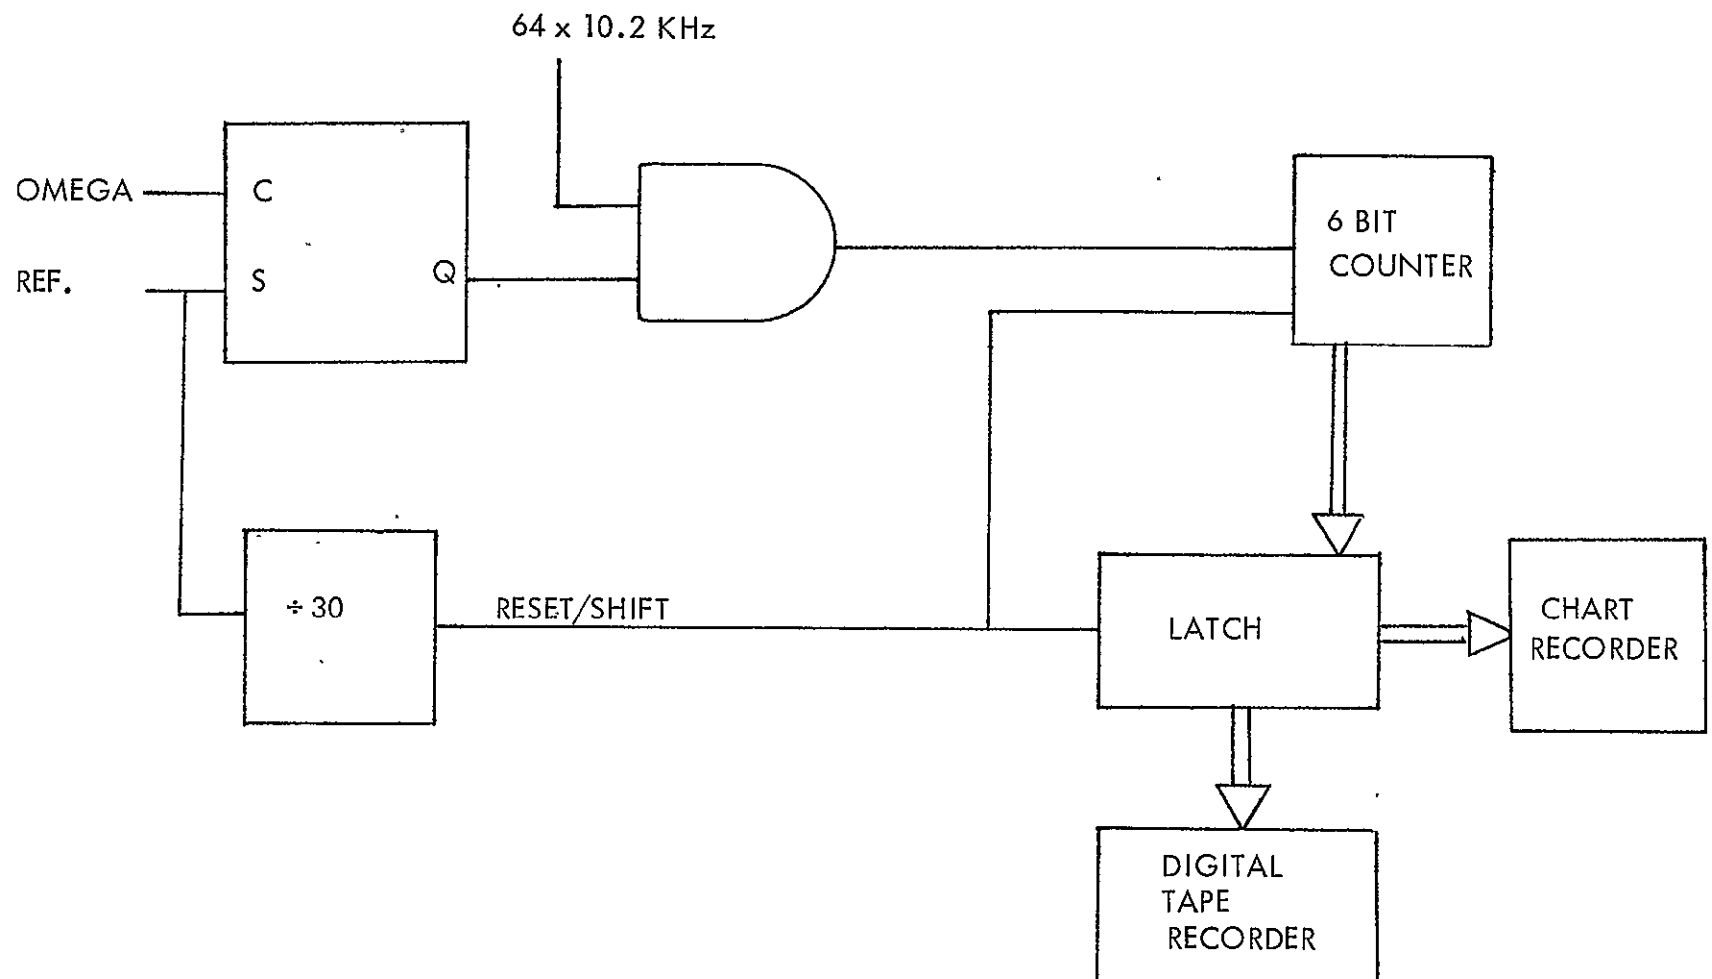 64 x 10.2 KHz
OMEGA
C
REF.
S
Q
6 BIT
COUNTER
÷ 30
RESET/SHIFT
LATCH
CHART
RECORDER
DIGITAL
TAPE
RECORDER